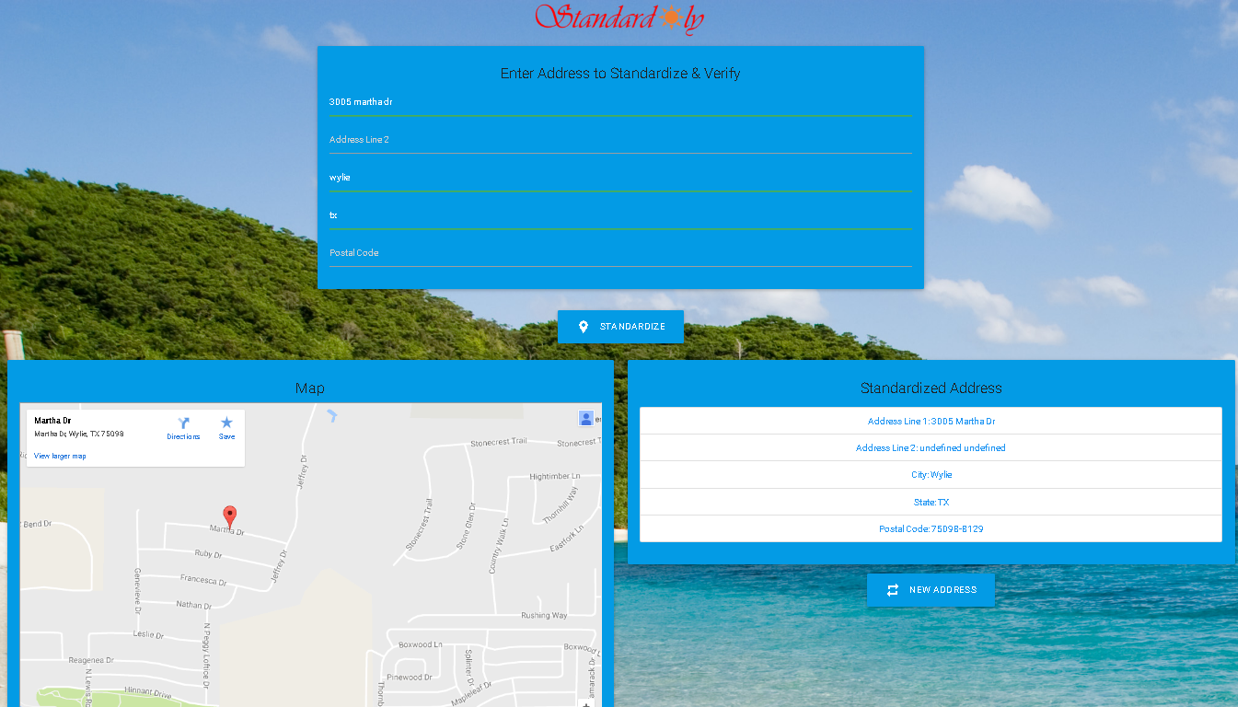 Standard ly
Enter Address to Standardize & Verify
3005 martha dr
Address Line 2
wylie
tx
Postal Code
STANDARDIZE
Map
Martha Dr
Martha Dr, Wylie, TX 75098
Directions
Save
View larger map
Stonecrest Trail
Stonecrest T
Hightimber Ln
Jeffrey Dr
Stonecrest Trail
Stone Glen Dr
Country Walk Ln
Thornhill Way
Eastfork Ln
Band Dr
Martha Dr
Ruby Dr
Francesca Dr
Jeffrey Dr
Genevieve Dr
Nathan Dr
N Peggy Loftice Dr
Leslie Dr
Rushing Way
Boxwood Ln
Boxwood L
Reagenea Dr
Pinewood Dr
Splinter Dr
Mapleleaf Dr
amarack Dr
Hinnant Drive
N Lewis
Thornb
Standardized Address
Address Line 1: 3005 Martha Dr
Address Line 2: undefined undefined
City: Wylie
State: TX
Postal Code: 75098-8129
NEW ADDRESS